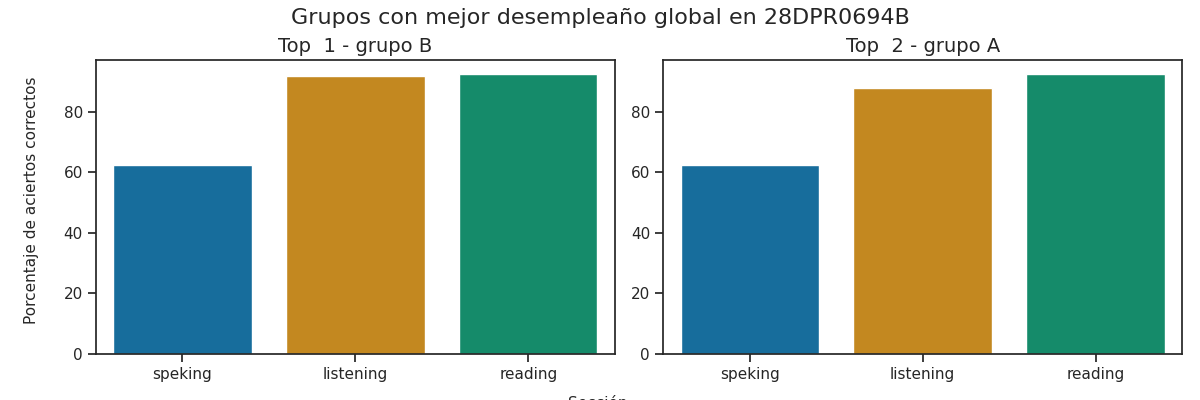 Grupos con mejor desempleaño global en 28DPR0694B
Top  1 - grupo B
Top  2 - grupo A
Porcentaje de aciertos correctos
80
60
40
20
0
speking
listening
reading
80
60
40
20
0
speking
listening
reading
Sección